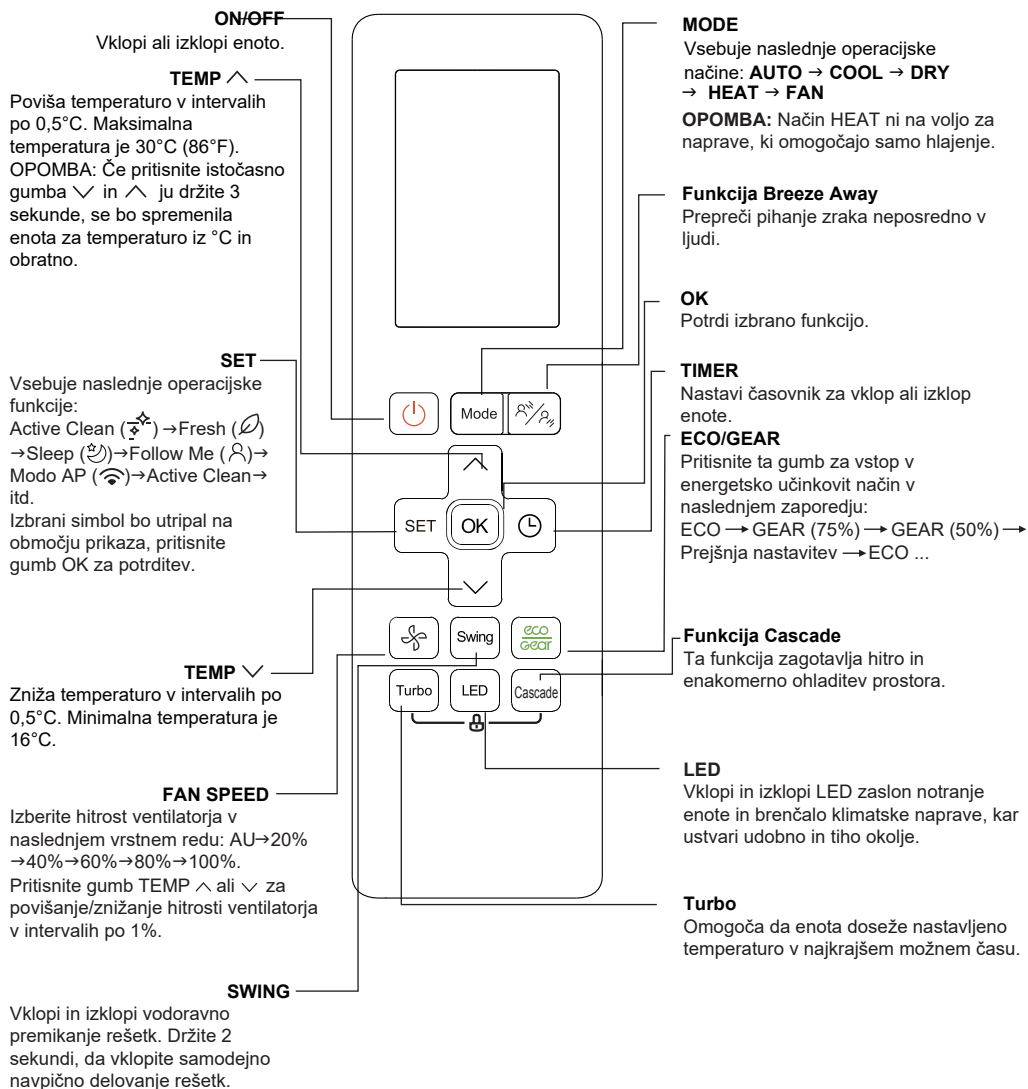 ON/OFF
Vklopi ali izklopi enoto.
TEMP
Poviša temperaturo v intervalih
po 0,5°C. Maksimalna
temperatura je 30°C (86°F).
OPOMBA: Če pritisnite istočasno
gumba in ju držite 3
sekunde, se bo spremenila
enota za temperaturo iz °C in
obratno.
SET
Vsebuje naslednje operacijske
funkcije:
Active Clean ( ) →Fresh ( )
→Sleep ( )→Follow Me ( )→
Modo AP ( )→Active Clean→
itd.
Izbrani simbol bo utripal na
območju prikaza, pritisnite
gumb OK za potrditev.
TEMP
Zniža temperaturo v intervalih po
0,5°C. Minimalna temperatura je
16°C.
FAN SPEED
Izberite hitrost ventilatorja v
naslednjem vrstnem redu: AU→20%
→40%→60%→80%→100%.
Pritisnite gumb TEMP ali za
povišanje/znižanje hitrosti ventilatorja
v intervalih po 1%.
SWING
Vklopi in izklopi vodoravno
premikanje rešetk. Držite 2
sekundi, da vklopite samodejno
navpično delovanje rešetk.
Mode
SET
OK
Swing
eco
Gear
Turbo
LED
Cascade
MODE
Vsebuje naslednje operacijske
načine: AUTO → COOL → DRY
→ HEAT → FAN
OPOMBA: Način HEAT ni na voljo za
naprave, ki omogočajo samo hlajenje.
Funkcija Breeze Away
Prepreči pihanje zraka neposredno v
ljudi.
OK
Potrdi izbrano funkcijo.
TIMER
Nastavi časovnik za vklop ali izklop
enote.
ECO/GEAR
Pritisnite ta gumb za vstop v
energetsko učinkovit način v
naslednjem zaporedju:
ECO → GEAR (75%) → GEAR (50%) →
Prejšnja nastavitev → ECO ...
Funkcija Cascade
Ta funkcija zagotavlja hitro in
enakomerno ohladitev prostora.
LED
Vklopi in izklopi LED zaslon notranje
enote in brenčalo klimatske naprave, kar
ustvari udobno in tiho okolje.
Turbo
Omogoča da enota doseže nastavljeno
temperaturo v najkrajšem možnem času.